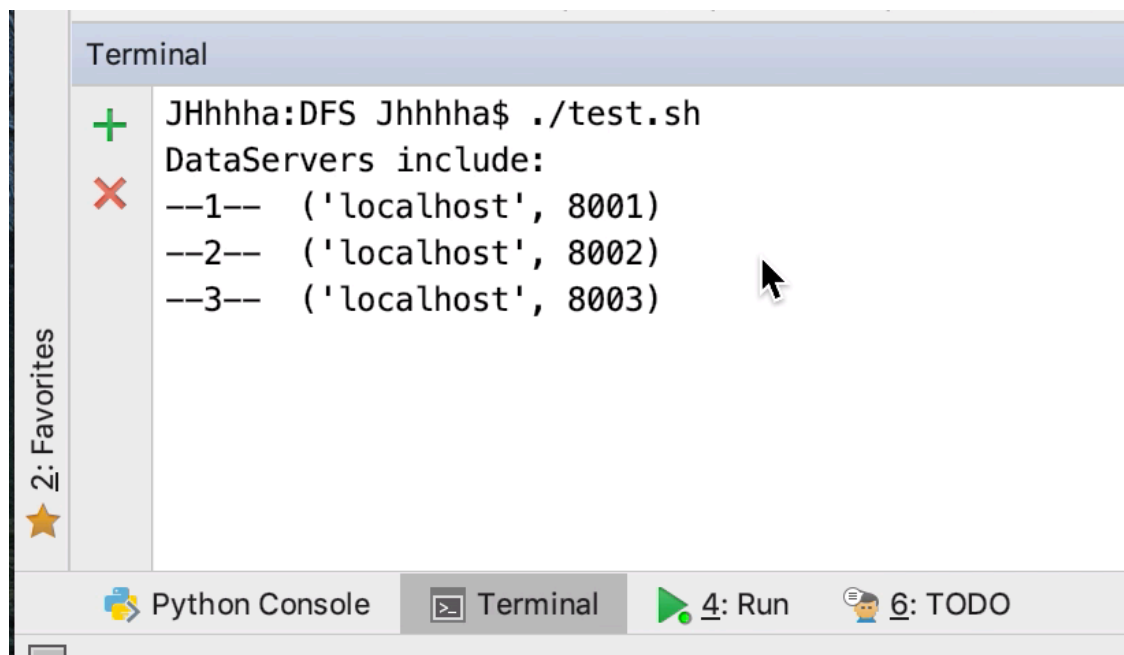 Terminal
JHhhha:DFS Jhhhha$ ./test.sh
DataServers include:
--1--  ('localhost', 8001)
--2--  ('localhost', 8002)
--3--  ('localhost', 8003)
2: Favorites
Python Console
Terminal
4: Run
6: TODO